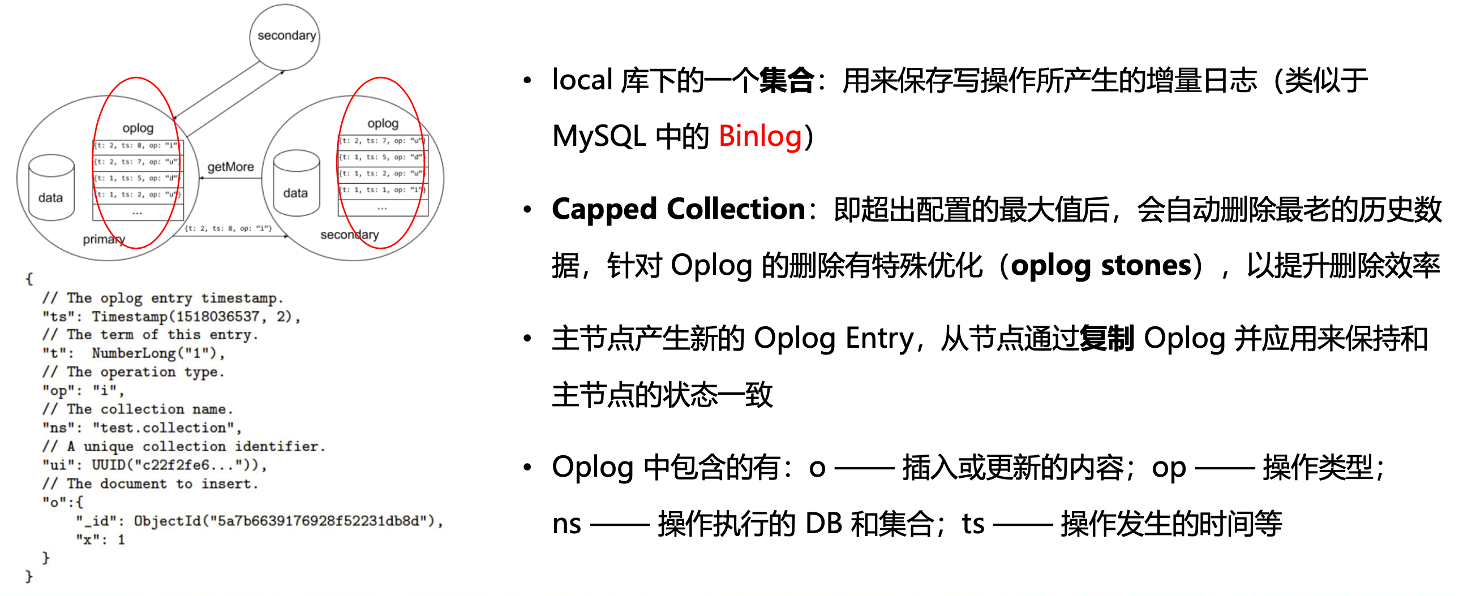 secondary
oplog
{t: 2, ts: 8, op: "i"}
{t: 2, ts: 7, op: "u"}
{t: 1, ts: 5, op: "d"}
{t: 1, ts: 2, op: "u"}
...
data
primary
getMore
{t: 2, ts: 8, op: "i"}
oplog
{t: 2, ts: 7, op: "u"}
{t: 1, ts: 5, op: "d"}
{t: 1, ts: 2, op: "u"}
{t: 1, ts: 1, op: "i"}
...
data
secondary
{
// The oplog entry timestamp.
"ts": Timestamp(1518036537, 2),
// The term of this entry.
"t": NumberLong("1"),
// The operation type.
"op": "i",
// The collection name.
"ns": "test.collection",
// A unique collection identifier.
"ui": UUID("c22f2fe6...")),
// The document to insert.
"o":{
"_id": ObjectId("5a7b6639176928f52231db8d"),
"x": 1
}
}
• local 库下的一个集合：用来保存写操作所产生的增量日志（类似于
MySQL 中的 Binlog）
• Capped Collection：即超出配置的最大值后，会自动删除最老的历史数
据，针对 Oplog 的删除有特殊优化（oplog stones），以提升删除效率
• 主节点产生新的 Oplog Entry，从节点通过复制 Oplog 并应用来保持和
主节点的状态一致
• Oplog 中包含的有：o —— 插入或更新的内容；op —— 操作类型；
ns —— 操作执行的 DB 和集合；ts —— 操作发生的时间等